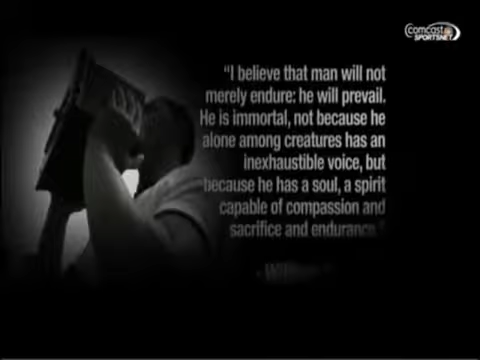 comcast
SPORTSNET
“I believe that man will not
merely endure: he will prevail.
He is immortal, not because he
alone among creatures has an
inexhaustible voice, but
because he has a soul, a spirit
capable of compassion and
sacrifice and endurance.”